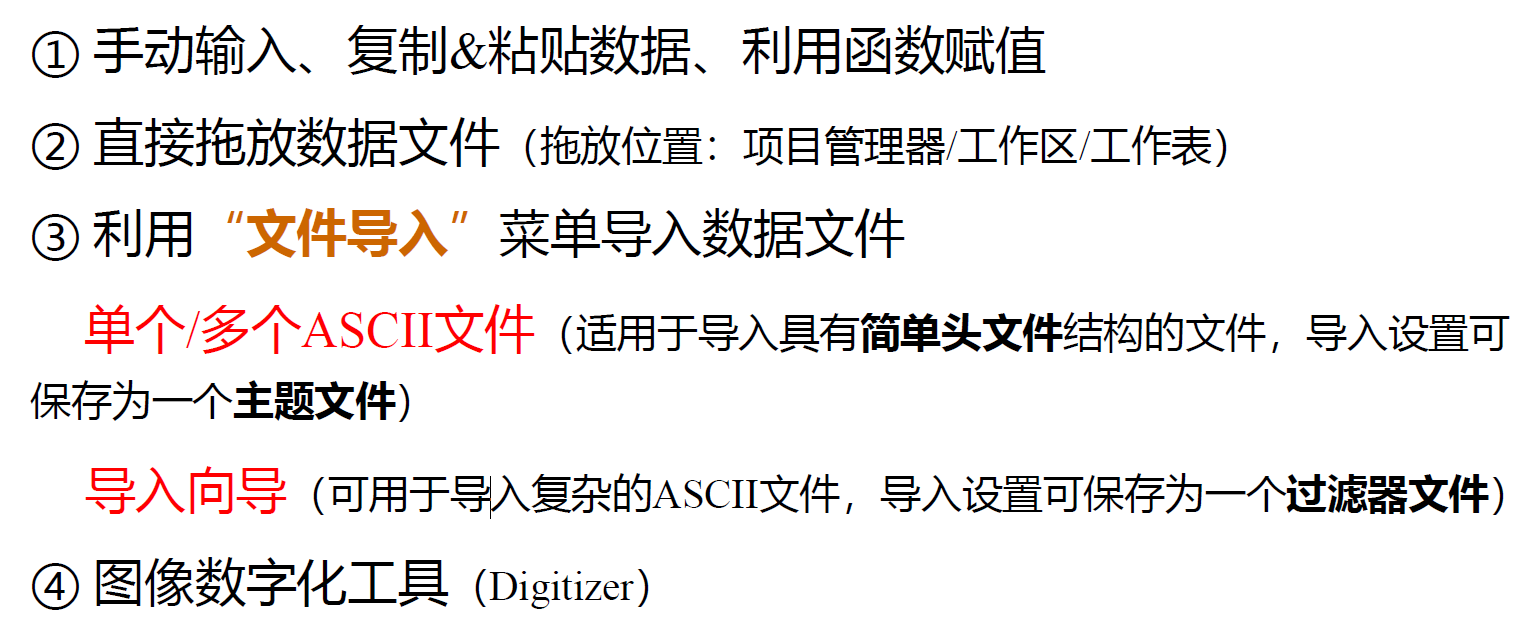 ① 手动输入、复制&粘贴数据、利用函数赋值
② 直接拖放数据文件（拖放位置：项目管理器/工作区/工作表）
③ 利用“文件导入”菜单导入数据文件
单个/多个ASCII文件（适用于导入具有简单头文件结构的文件，导入设置可
保存为一个主题文件）
导入向导（可用于导入复杂的ASCII文件，导入设置可保存为一个过滤器文件）
④ 图像数字化工具（Digitizer）